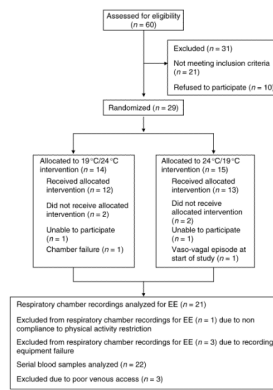 Assessed for eligibility
(n = 60)
Excluded (n = 31)
Not meeting inclusion criteria
(n = 21)
Refused to participate (n = 10)
Randomized (n = 29)
Allocated to 19°C/24°C
intervention (n = 14)
Received allocated
intervention (n = 12)
Did not receive allocated
intervention (n = 2)
Unable to participate
(n = 1)
Chamber failure (n = 1)
Allocated to 24°C/19°C
intervention (n = 15)
Received allocated
intervention (n = 13)
Did not receive
allocated intervention
(n = 2)
Unable to participate
(n = 1)
Vaso-vagal episode at
start of study (n = 1)
Respiratory chamber recordings analyzed for EE (n = 21)
Excluded from respiratory chamber recordings for EE (n = 1) due to non
compliance to physical activity restriction
Excluded from respiratory chamber recordings for EE (n = 3) due to recording
equipment failure
Serial blood samples analyzed (n = 22)
Excluded due to poor venous access (n = 3)